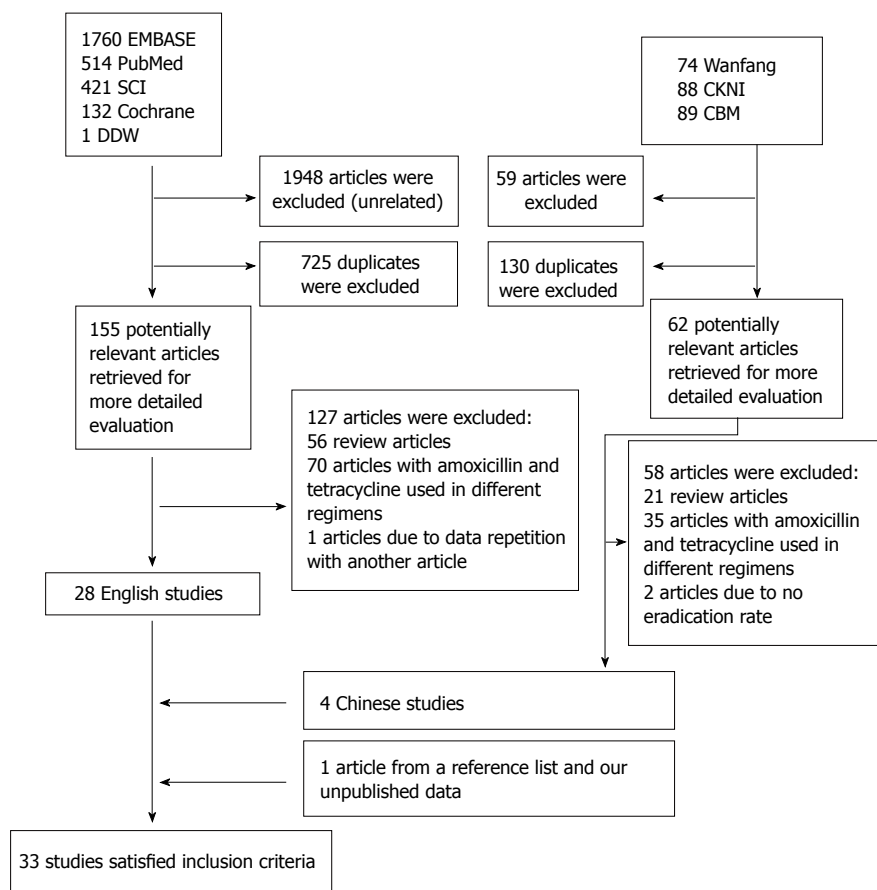 1760 EMBASE
514 PubMed
421 SCI
132 Cochrane
1 DDW
74 Wanfang
88 CKNI
89 CBM
1948 articles were
excluded (unrelated)
59 articles were
excluded
725 duplicates
were excluded
130 duplicates
were excluded
155 potentially
relevant articles
retrieved for
more detailed
evaluation
62 potentially
relevant articles
retrieved for more
detailed evaluation
127 articles were excluded:
56 review articles
70 articles with amoxicillin and
tetracycline used in different
regimens
1 articles due to data repetition
with another article
58 articles were excluded:
21 review articles
35 articles with amoxicillin
and tetracycline used in
different regimens
2 articles due to no
eradication rate
28 English studies
4 Chinese studies
1 article from a reference list and our
unpublished data
33 studies satisfied inclusion criteria